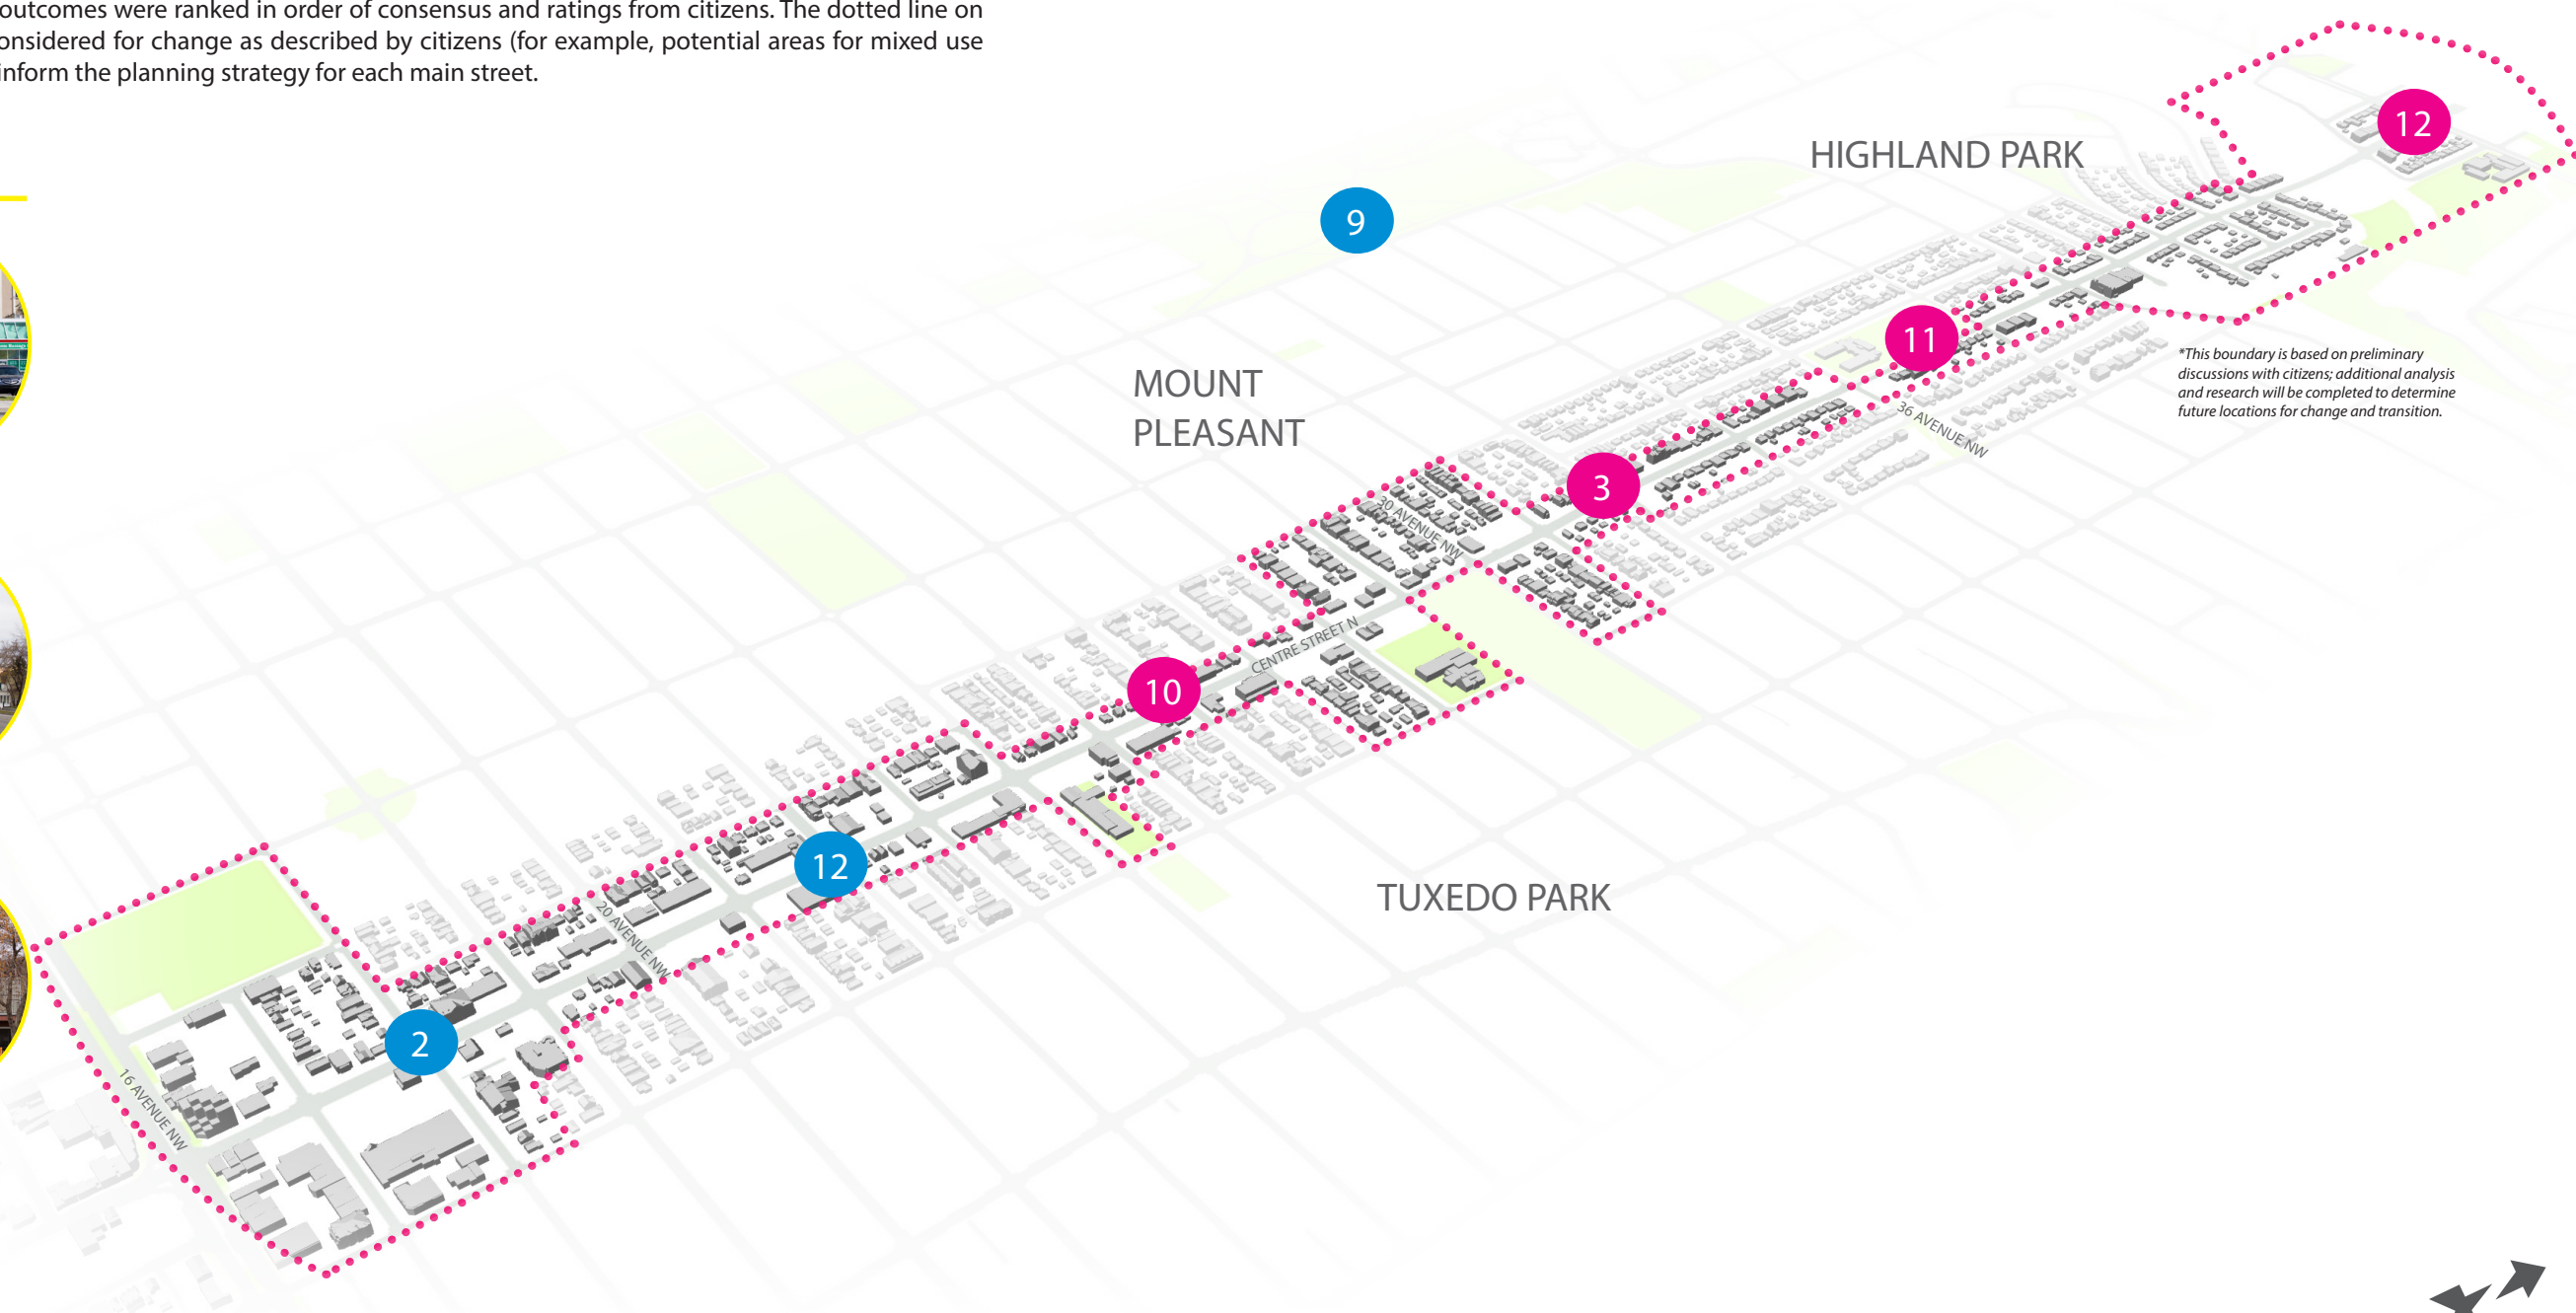 outcomes were ranked in order of consensus and ratings from citizens. The dotted line on
onsidered for change as described by citizens (for example, potential areas for mixed use
inform the planning strategy for each main street.
12
HIGHLAND PARK
9
11
*This boundary is based on preliminary
discussions with citizens; additional analysis
and research will be completed to determine
future locations for change and transition.
MOUNT
PLEASANT
36 AVENUE NW
3
30 AVENUE NW
CENTRE STREET N
10
12
TUXEDO PARK
20 AVENUE NW
2
16 AVENUE NW